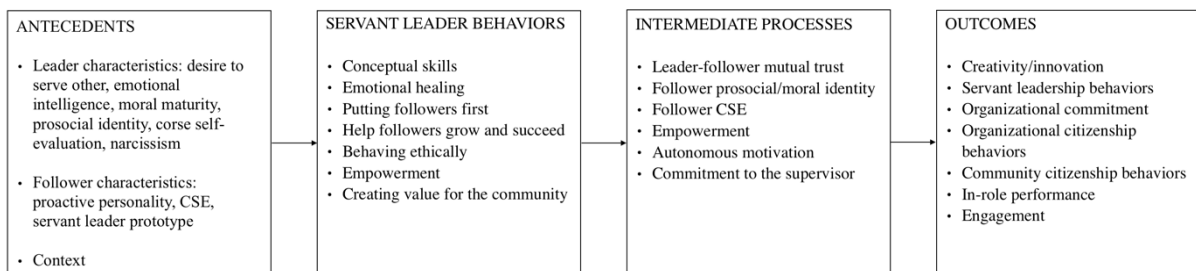 ANTECEDENTS
• Leader characteristics: desire to
serve other, emotional
intelligence, moral maturity,
prosocial identity, corse self-
evaluation, narcissism
• Follower characteristics:
proactive personality, CSE,
servant leader prototype
• Context
SERVANT LEADER BEHAVIORS
• Conceptual skills
• Emotional healing
• Putting followers first
• Help followers grow and succeed
• Behaving ethically
• Empowerment
• Creating value for the community
INTERMEDIATE PROCESSES
• Leader-follower mutual trust
• Follower prosocial/moral identity
• Follower CSE
• Empowerment
• Autonomous motivation
• Commitment to the supervisor
OUTCOMES
• Creativity/innovation
• Servant leadership behaviors
• Organizational commitment
• Organizational citizenship
behaviors
• Community citizenship behaviors
• In-role performance
• Engagement